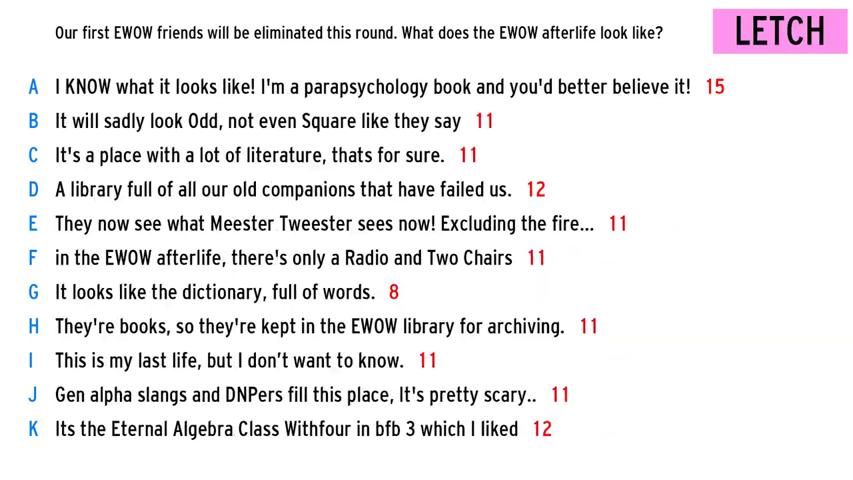 Our first EWOW friends will be eliminated this round. What does the EWOW afterlife look like?
LETCH
A I KNOW what it looks like! I'm a parapsychology book and you'd better believe it! 15
B It will sadly look Odd, not even Square like they say 11
C It's a place with a lot of literature, thats for sure. 11
D A library full of all our old companions that have failed us. 12
E They now see what Meester Tweester sees now! Excluding the fire... 11
F in the EWOW afterlife, there's only a Radio and Two Chairs 11
G It looks like the dictionary, full of words. 8
H They're books, so they're kept in the EWOW library for archiving. 11
I This is my last life, but I don’t want to know. 11
J Gen alpha slangs and DNPers fill this place, It's pretty scary.. 11
K Its the Eternal Algebra Class Withfour in bfb 3 which I liked 12